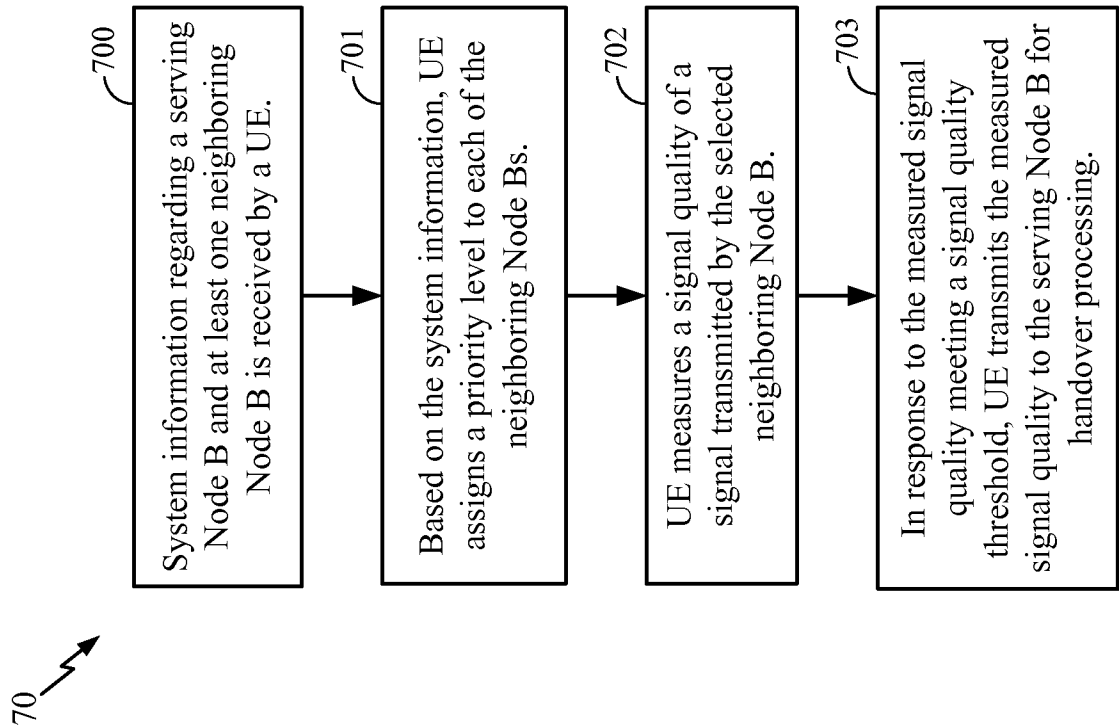 70
700
System information regarding a serving
Node B and at least one neighboring
Node B is received by a UE.
701
Based on the system information, UE
assigns a priority level to each of the
neighboring Node Bs.
702
UE measures a signal quality of a
signal transmitted by the selected
neighboring Node B.
703
In response to the measured signal
quality meeting a signal quality
threshold, UE transmits the measured
signal quality to the serving Node B for
handover processing.